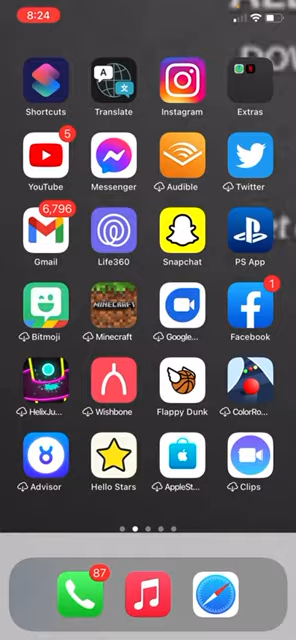 8:24
Shortcuts
Translate
Instagram
Extras
5
YouTube
Messenger
Audible
Twitter
6,796
Gmail
Life360
Snapchat
PS App
Bitmoji
MINECRAFT
Minecraft
Google...
1
Facebook
HelixJu...
Wishbone
Flappy Dunk
ColorRo...
Advisor
Hello Stars
AppleSt...
Clips
87